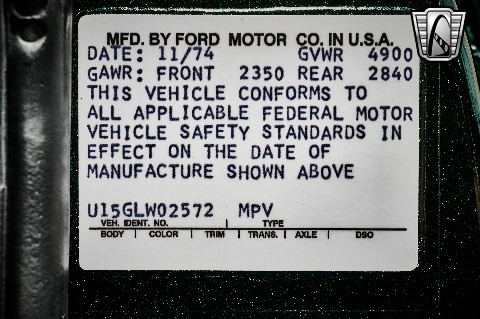 MFD. BY FORD MOTOR CO. IN U.S.A.
DATE: 11/74 GVWR 4900
GAWR: FRONT 2350 REAR 2840
THIS VEHICLE CONFORMS TO
ALL APPLICABLE FEDERAL MOTOR
VEHICLE SAFETY STANDARDS IN
EFFECT ON THE DATE OF
MANUFACTURE SHOWN ABOVE
U15GLW02572 MPV
VEH. IDENT. NO. TYPE
BODY COLOR TRIM TRANS. AXLE DSO